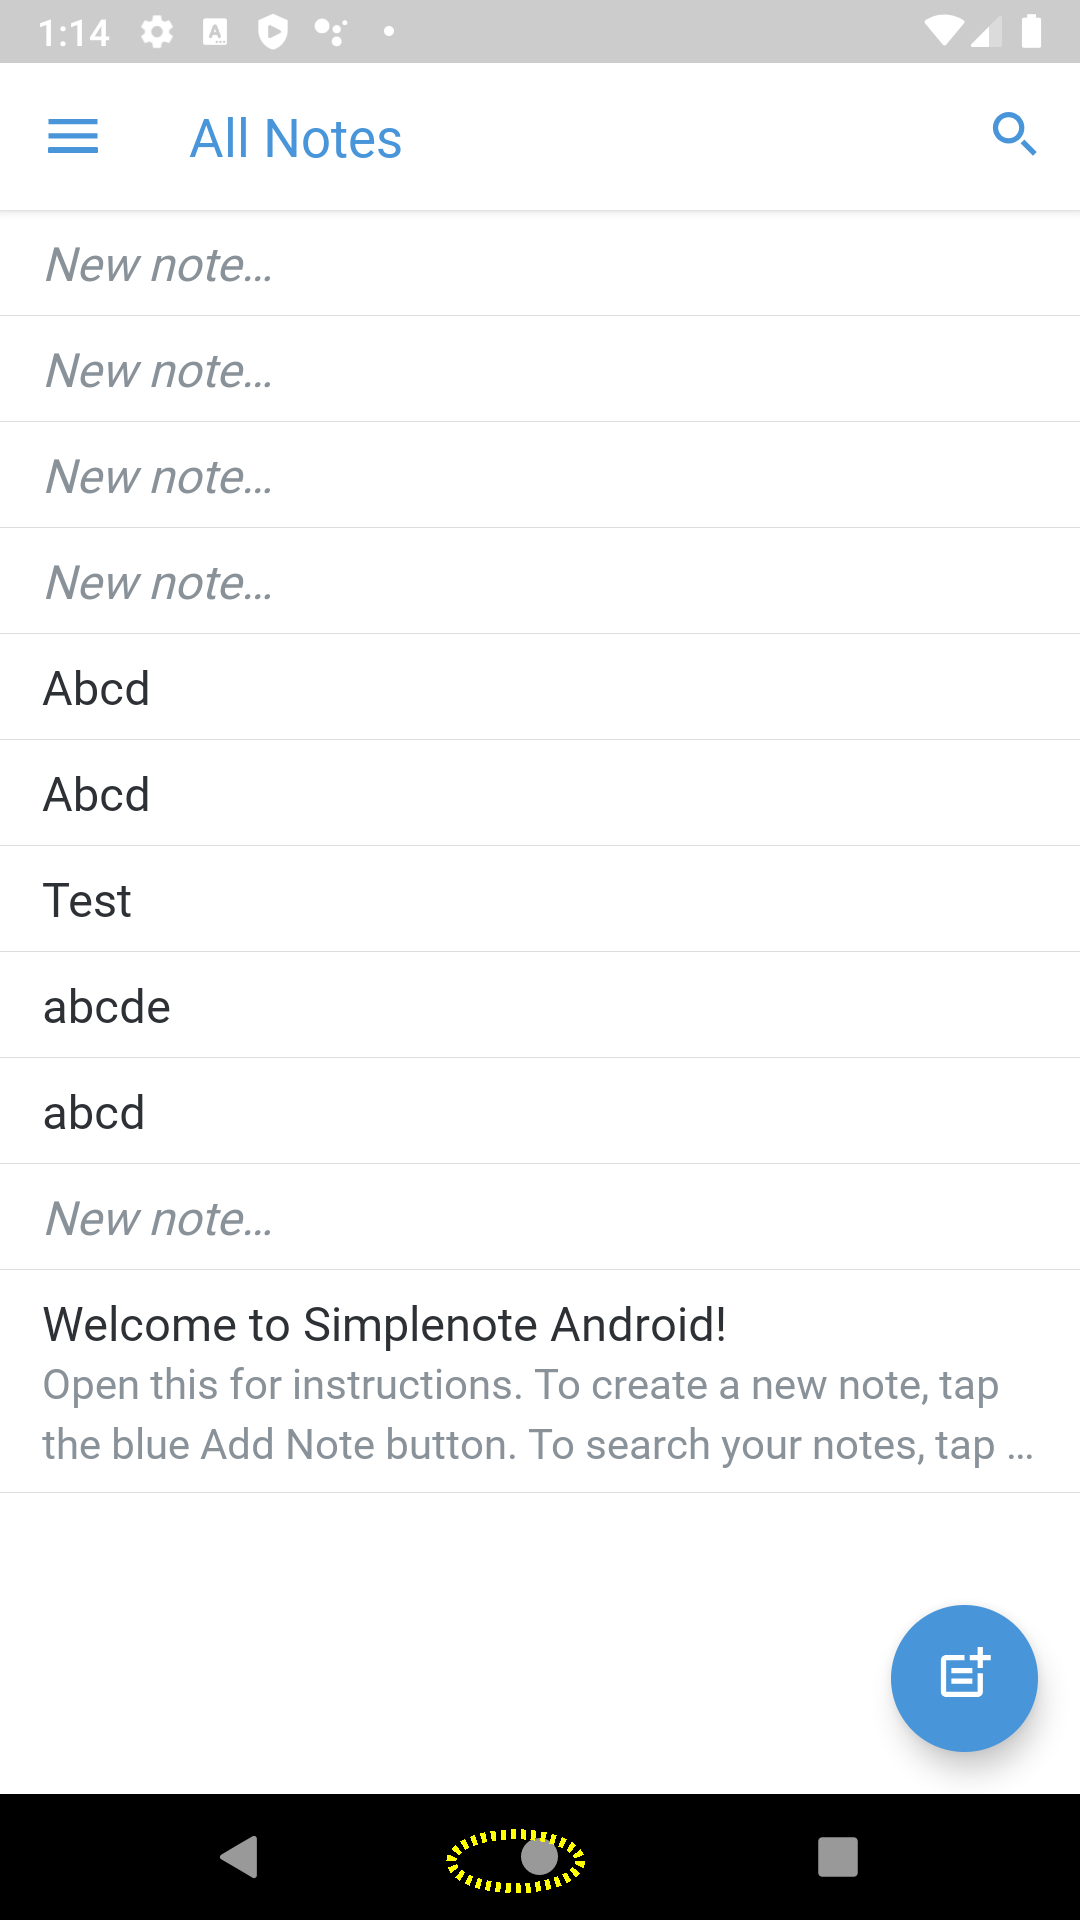 1:14
All Notes
New note...
New note...
New note...
New note...
Abcd
Abcd
Test
abcde
abcd
New note...
Welcome to Simplenote Android!
Open this for instructions. To create a new note, tap
the blue Add Note button. To search your notes, tap ...